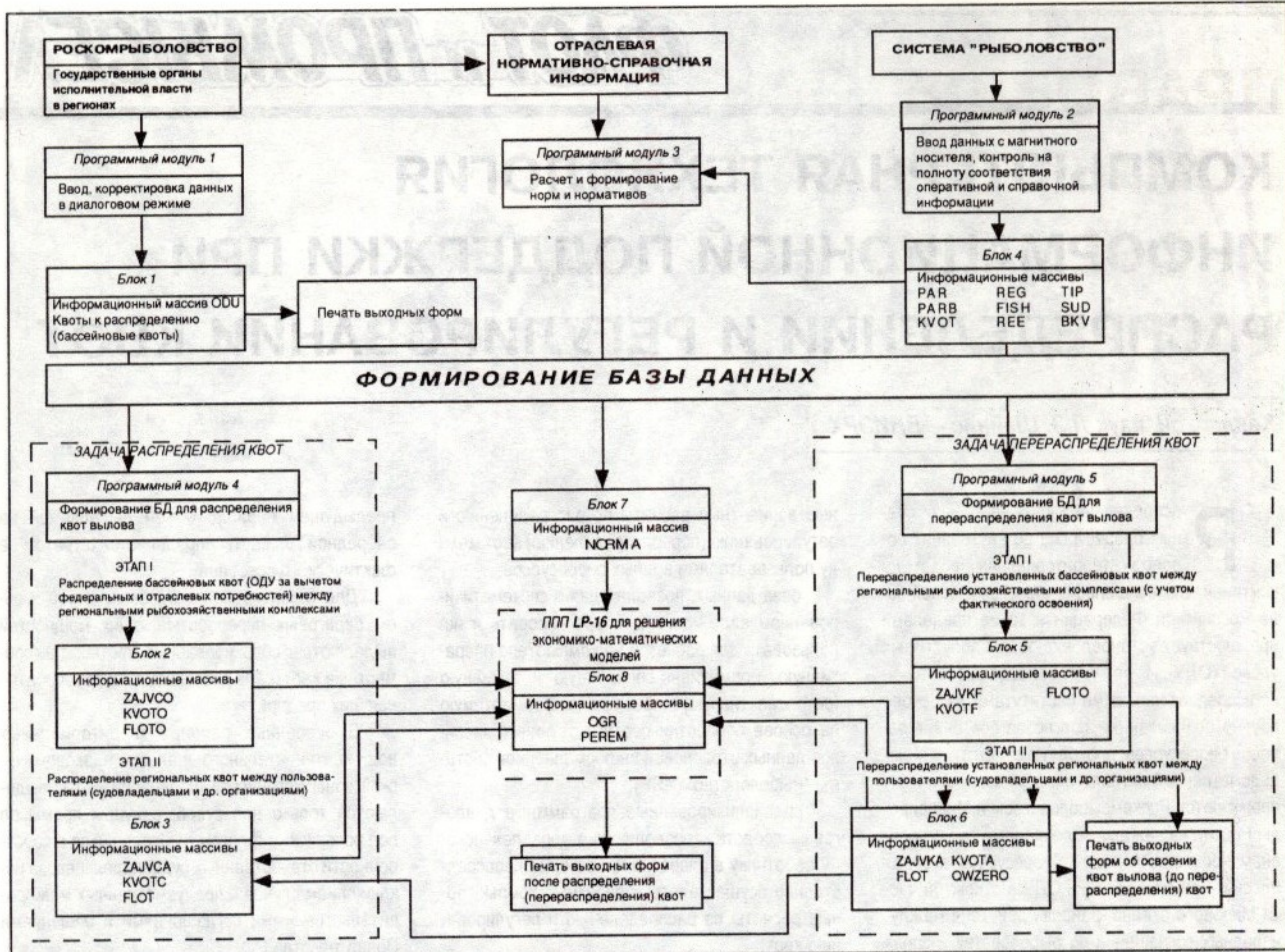 РОСКОМРЫБОЛОВСТВО
Государственные органы
исполнительной власти
в регионах
ОТРАСЛЕВАЯ
НОРМАТИВНО-СПРАВОЧНАЯ
ИНФОРМАЦИЯ
СИСТЕМА "РЫБОЛОВСТВО"
Программный модуль 1
Ввод, корректировка данных
в диалоговом режиме
Программный модуль 3
Расчет и формирование
норм и нормативов
Программный модуль 2
Ввод данных с магнитного
носителя, контроль на
полноту соответствия
оперативной и справочной
информации
Блок 1
Информационный массив ODU
Квоты к распределению
(бассейновые квоты)
Печать выходных форм
Блок 4
Информационные массивы
PAR REG TIP
PARB FISH SUD
KVOT REE BKV
ФОРМИРОВАНИЕ БАЗЫ ДАННЫХ
ЗАДАЧА РАСПРЕДЕЛЕНИЯ КВОТ
Программный модуль 4
Формирование БД для распределения
квот вылова
ЭТАП I
Распределение бассейновых квот (ОДУ за вычетом
федеральных и отраслевых потребностей) между
региональными рыбохозяйственными комплексами
Блок 2
Информационные массивы
ZAJVCO
KVOTO
FLOTO
ЭТАП II
Распределение региональных квот между пользова-
телями (судовладельцами и др. организациями)
Блок 3
Информационные массивы
ZAJVCA
KVOTC
FLOT
Блок 7
Информационный массив
NORMA
ППП LP-16 для решения
экономико-математических
моделей
Блок 8
Информационные массивы
OGR
PEREM
Печать выходных форм
после распределения
(перераспределения) квот
ЗАДАЧА ПЕРЕРАСПРЕДЕЛЕНИЯ КВОТ
Программный модуль 5
Формирование БД для
перераспределения квот вылова
ЭТАП I
Перераспределение установленных бассейновых квот между
региональными рыбохозяйственными комплексами (с учетом
фактического освоения)
Блок 5
Информационные массивы
ZAJVKF FLOTO
KVOTF
ЭТАП II
Перераспределение установленных региональных квот между
пользователями (судовладельцами и др. организациями)
Блок 6
Информационные массивы
ZAJVKA KVOTA
FLOT QWZERO
Печать выходных
форм об освоении
квот вылова (до пере-
распределения) квот